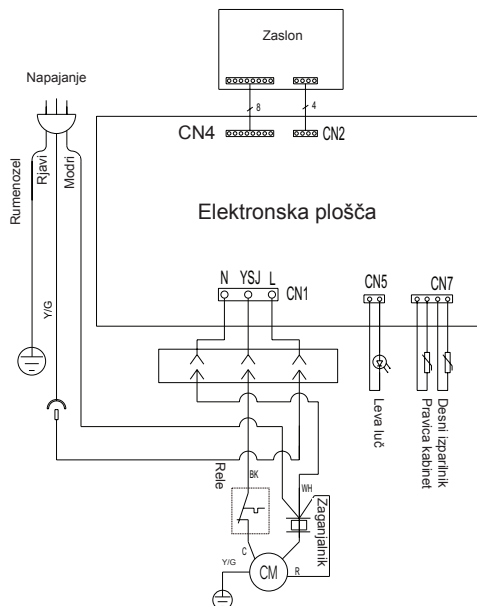 Zaslon
Napajanje
8
4
CN4
CN2
Rumenozel
Rjavi
Modri
Elektronska plošča
Y/G
N YSJ L
CN1
CN5
CN7
Leva luč
Pravica kabinet
Desni izparilnik
Rele
BK
WH
Zaganjalnik
C
Y/G
CM
R